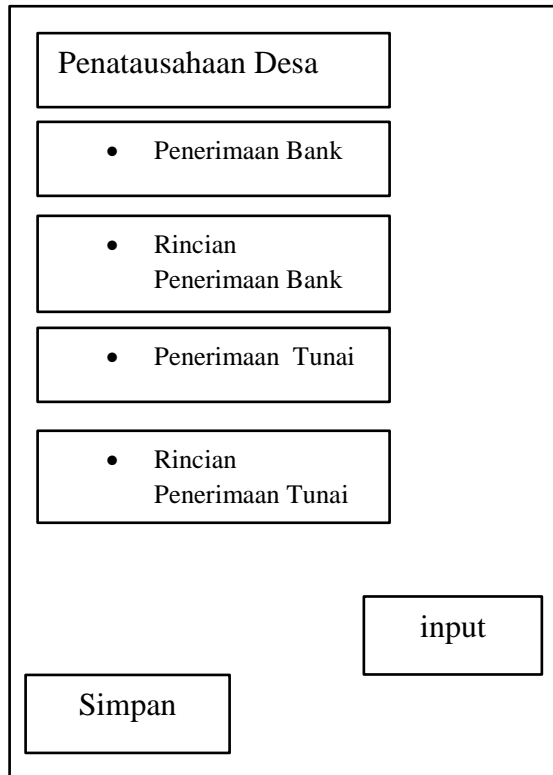 Penatausahaan Desa
• Penerimaan Bank
• Rincian
Penerimaan Bank
• Penerimaan Tunai
• Rincian
Penerimaan Tunai
input
Simpan